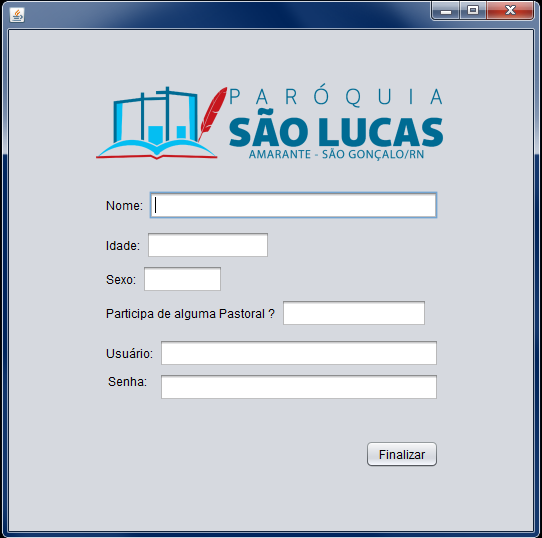 PARÓQUIA
SÃO LUCAS
AMARANTE - SÃO GONÇALO/RN
Nome:
Idade:
Sexo:
Participa de alguma Pastoral ?
Usuário:
Senha:
Finalizar